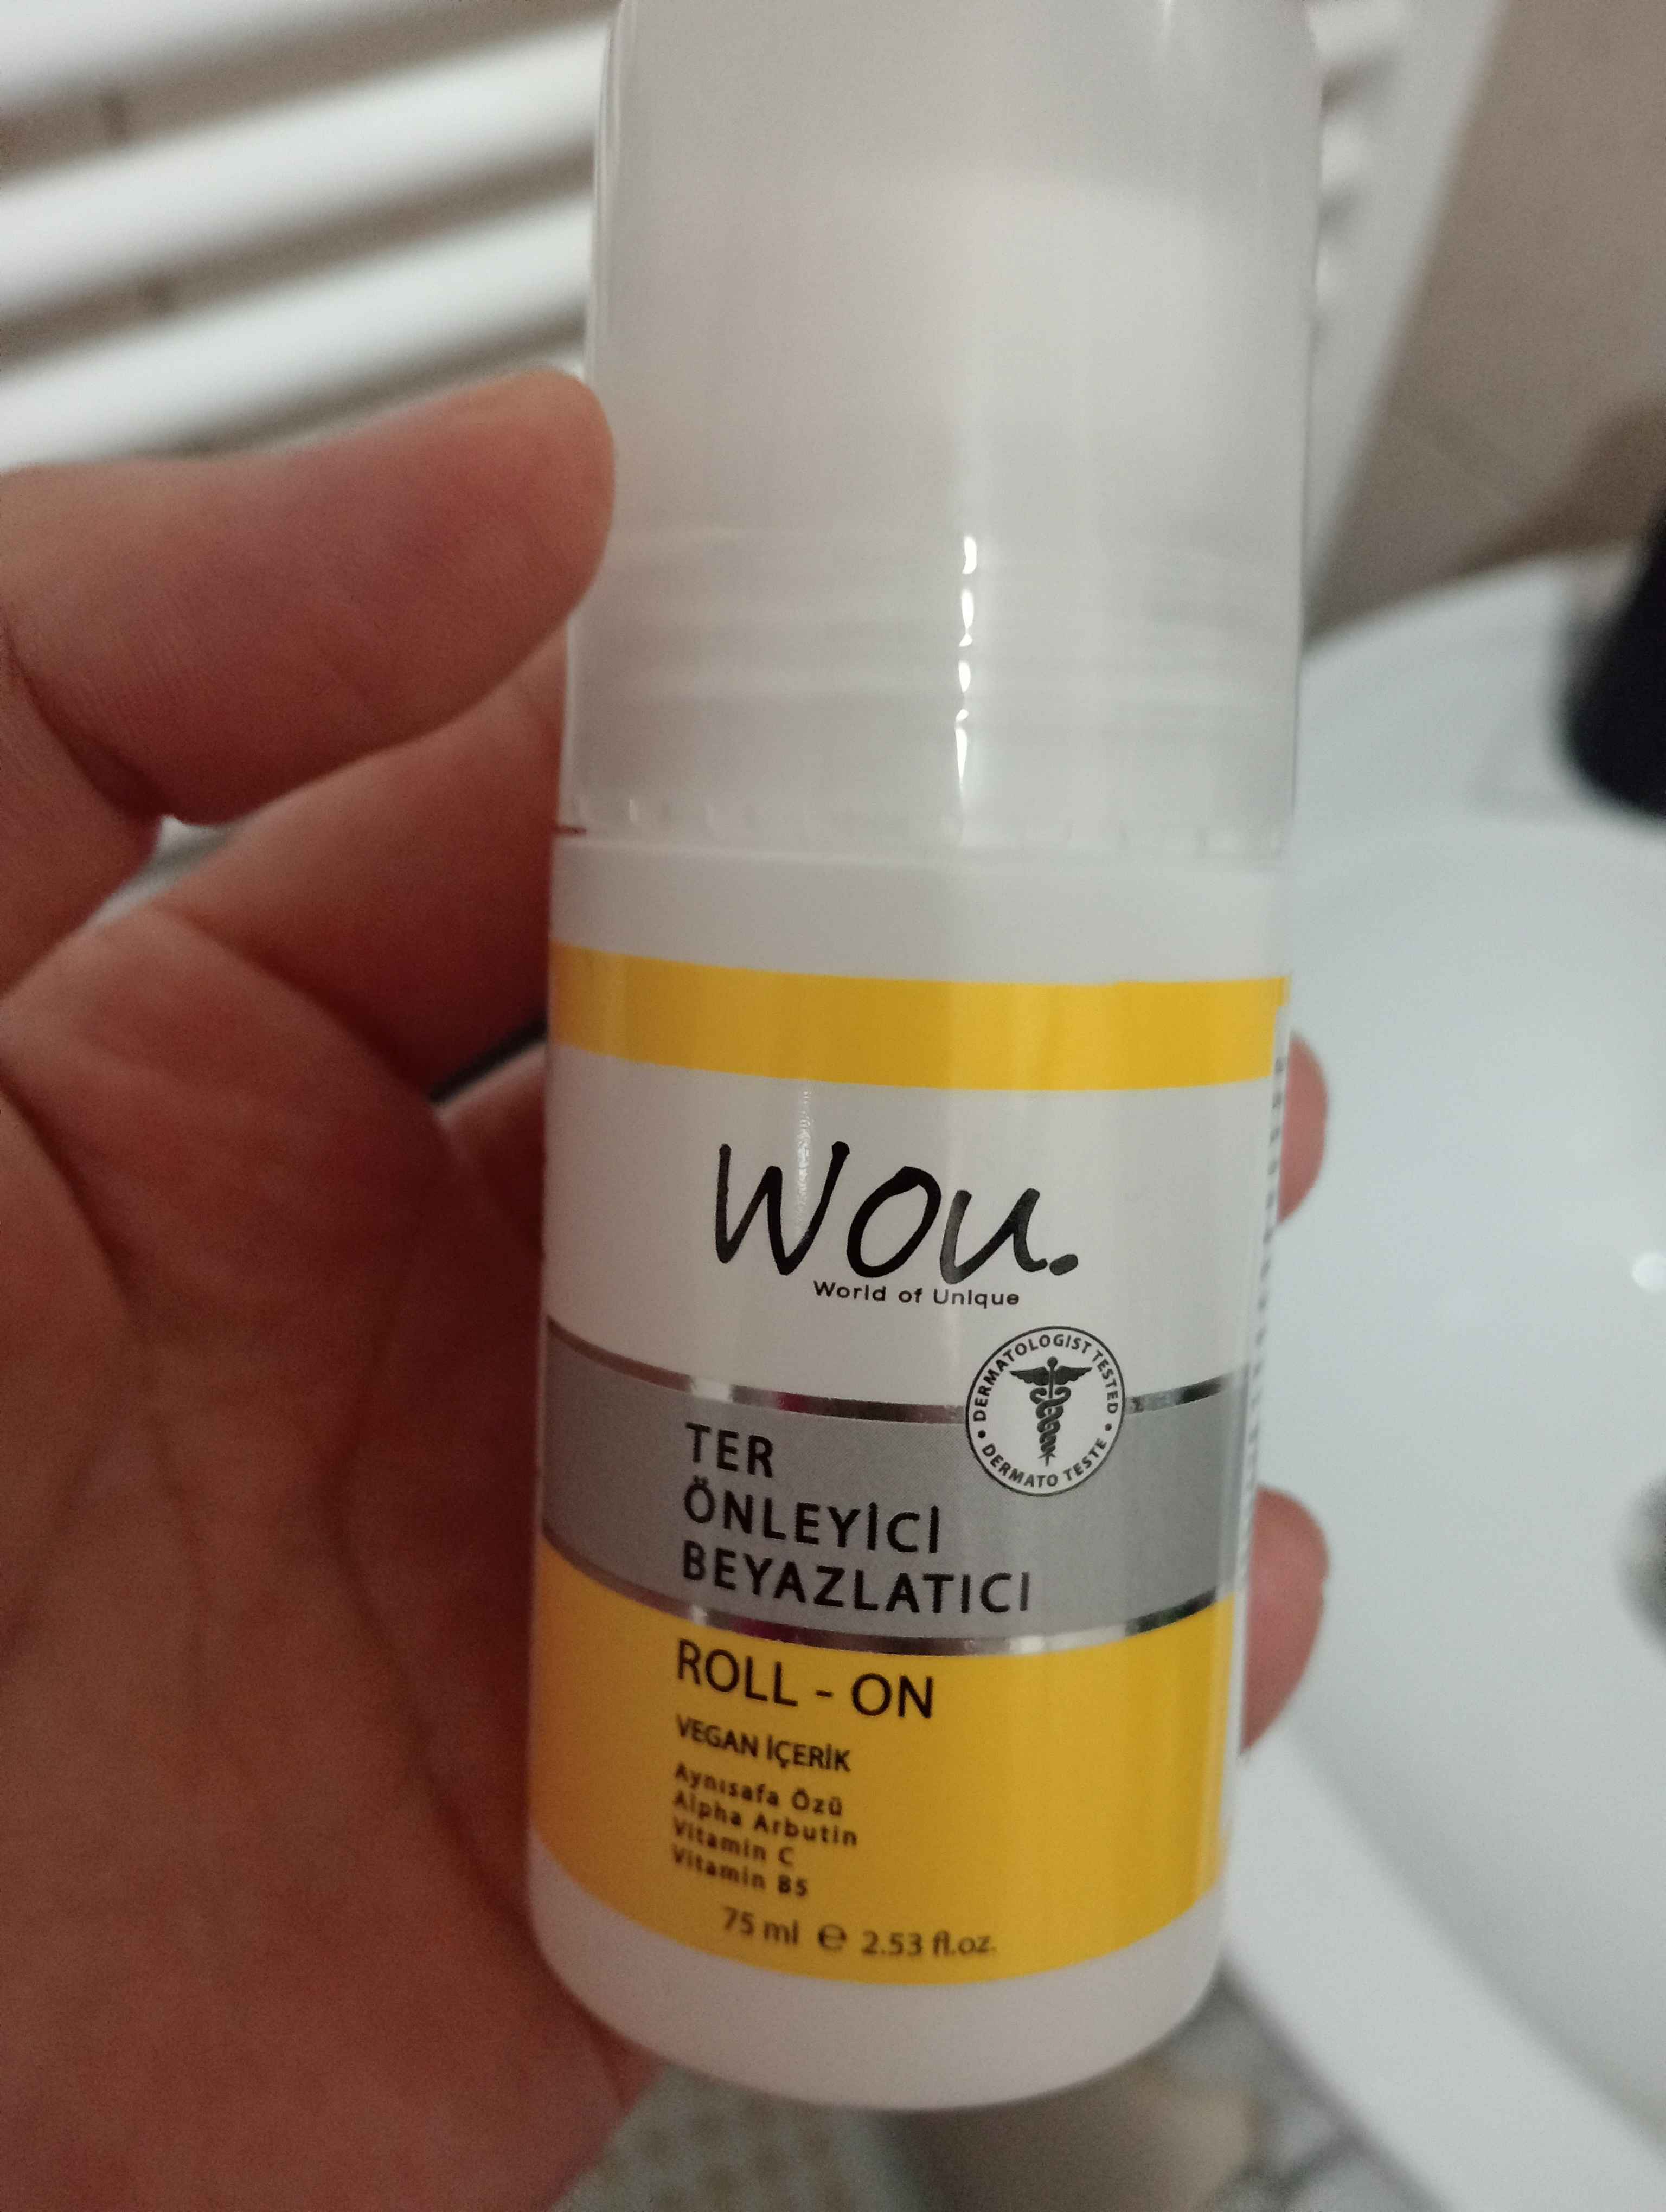 Wou.
World of Unique
• DERMATOLOGIST TESTED •
DERMATO TESTE
TER
ÖNLEYİCİ
BEYAZLATICI
ROLL - ON
VEGAN İÇERİK
Aynısafa Özü
Alpha Arbutin
Vitamin C
Vitamin B5
75 ml ℮ 2.53 fl.oz.